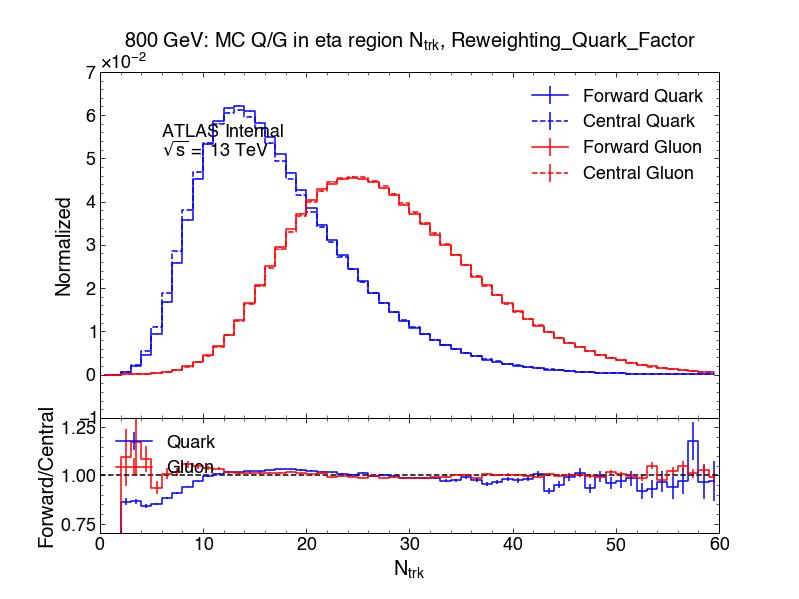 800 GeV: MC Q/G in eta region Ntrk, Reweighting_Quark_Factor
×10−2
7
6
5
4
3
2
1
0
−1
Normalized
ATLAS Internal
√s = 13 TeV
Forward Quark
Central Quark
Forward Gluon
Central Gluon
1.25
1.00
0.75
Forward/Central
Quark
Gluon
0 10 20 30 40 50 60
Ntrk